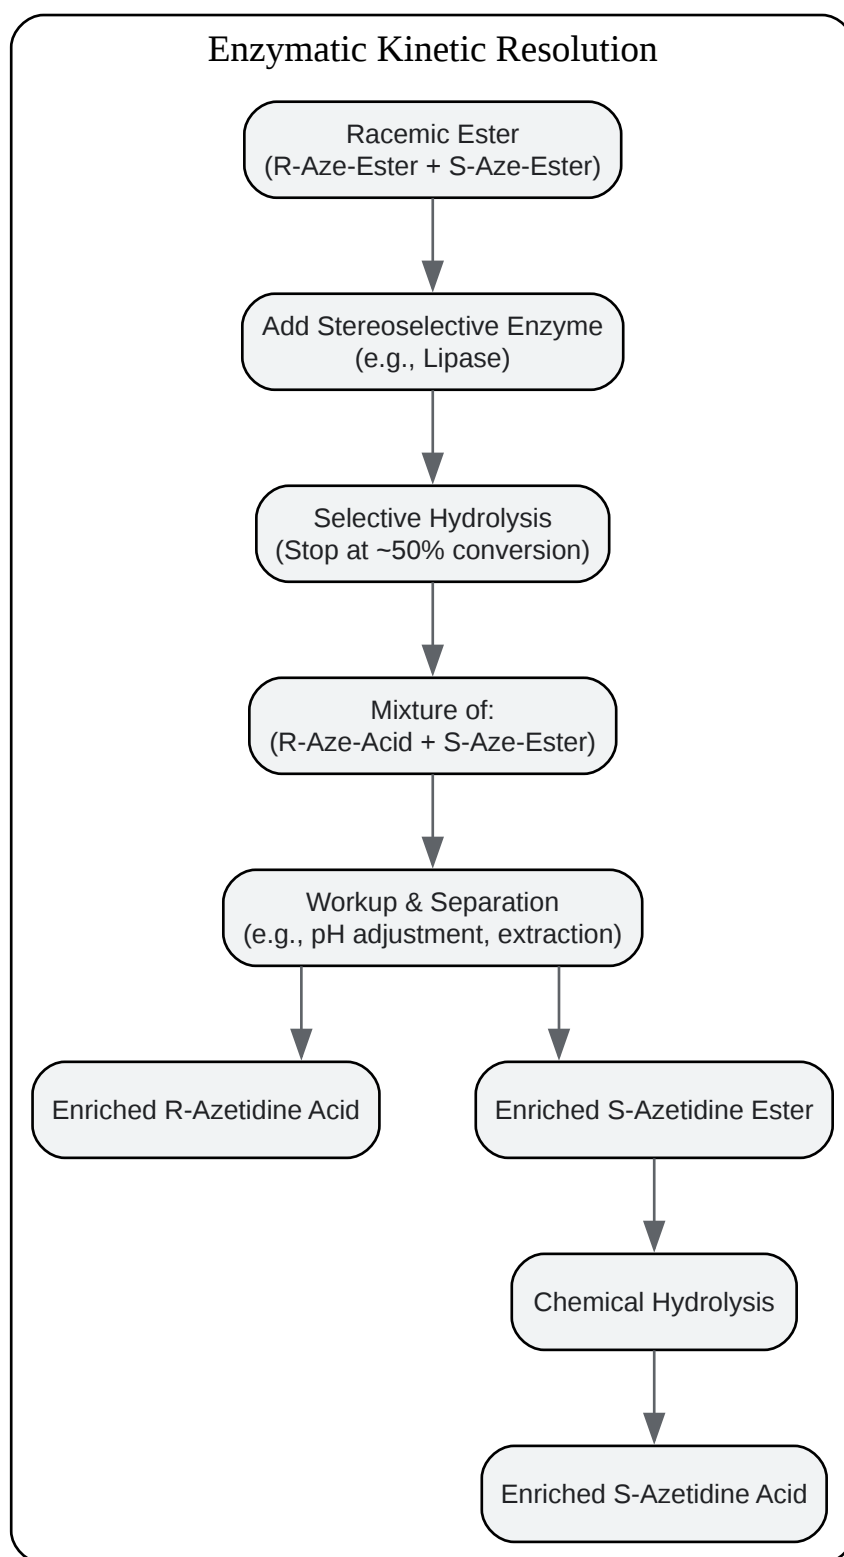 Enzymatic Kinetic Resolution
Racemic Ester
(R-Aze-Ester + S-Aze-Ester)
Add Stereoselective Enzyme
(e.g., Lipase)
Selective Hydrolysis
(Stop at ~50% conversion)
Mixture of:
(R-Aze-Acid + S-Aze-Ester)
Workup & Separation
(e.g., pH adjustment, extraction)
Enriched R-Azetidine Acid
Enriched S-Azetidine Ester
Chemical Hydrolysis
Enriched S-Azetidine Acid